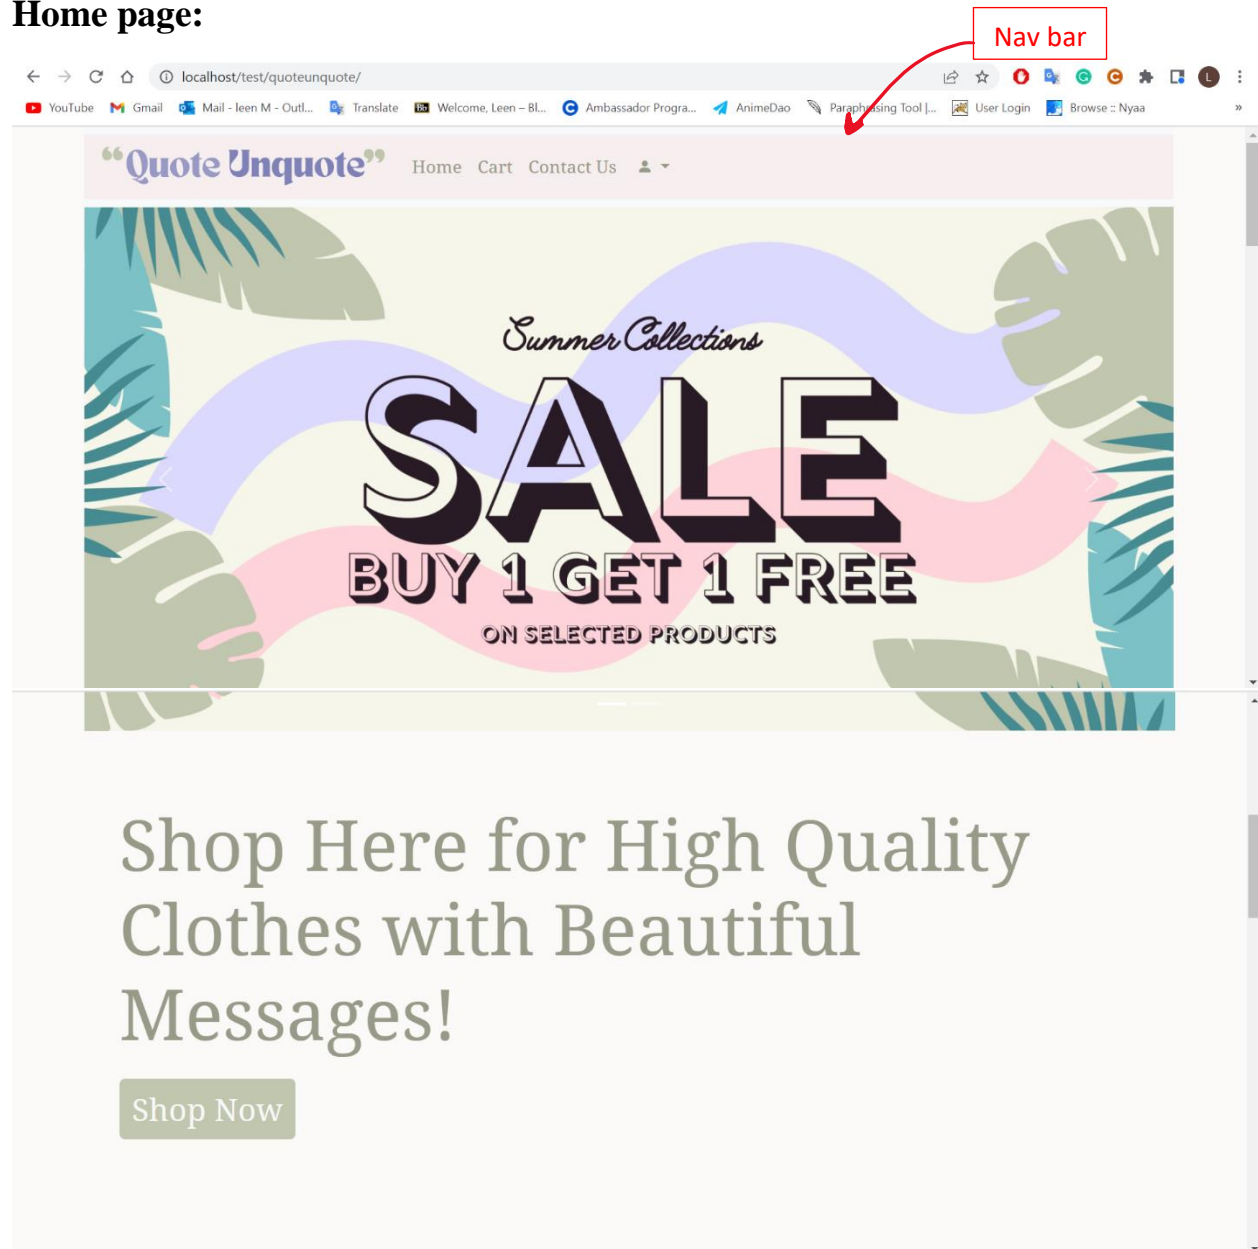 Home page:
Nav bar
localhost/test/quoteunquote/
L
YouTube Gmail Mail - leen M - Outl... Translate Bb Welcome, Leen – Bl... Ambassador Progra... AnimeDao Paraphrasing Tool |... User Login Browse :: Nyaa »
“Quote Unquote” Home Cart Contact Us
Summer Collections
SALE
BUY 1 GET 1 FREE
ON SELECTED PRODUCTS
Shop Here for High Quality
Clothes with Beautiful
Messages!
Shop Now